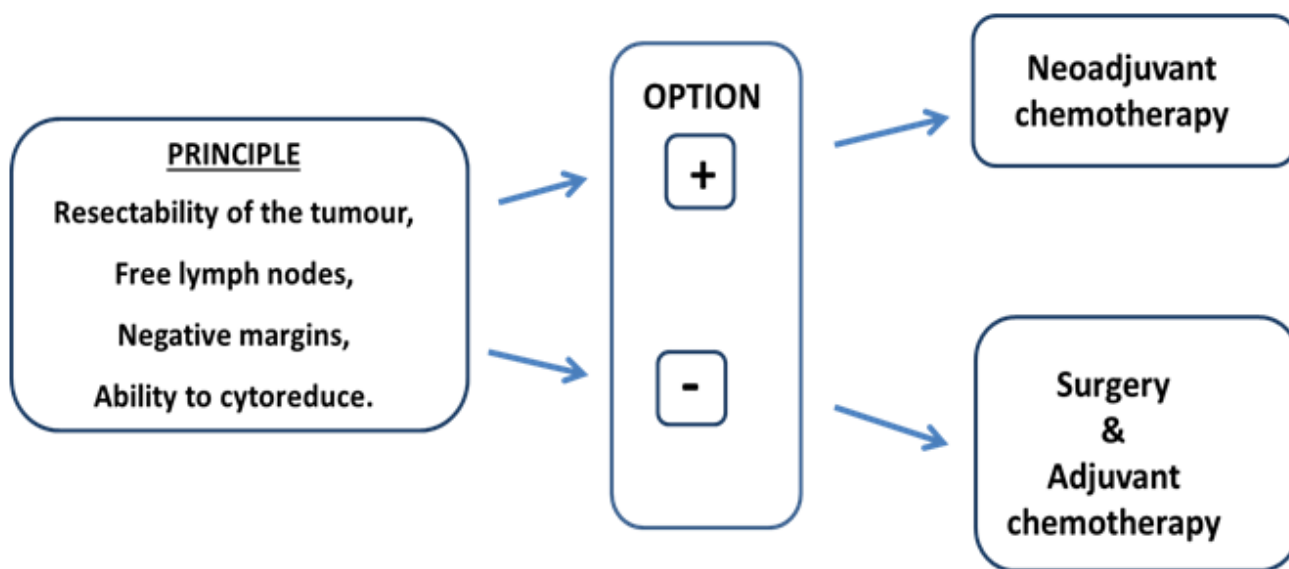 PRINCIPLE
Resectability of the tumour,
Free lymph nodes,
Negative margins,
Ability to cytoreduce.
OPTION
+
-
Neoadjuvant
chemotherapy
Surgery
&
Adjuvant
chemotherapy